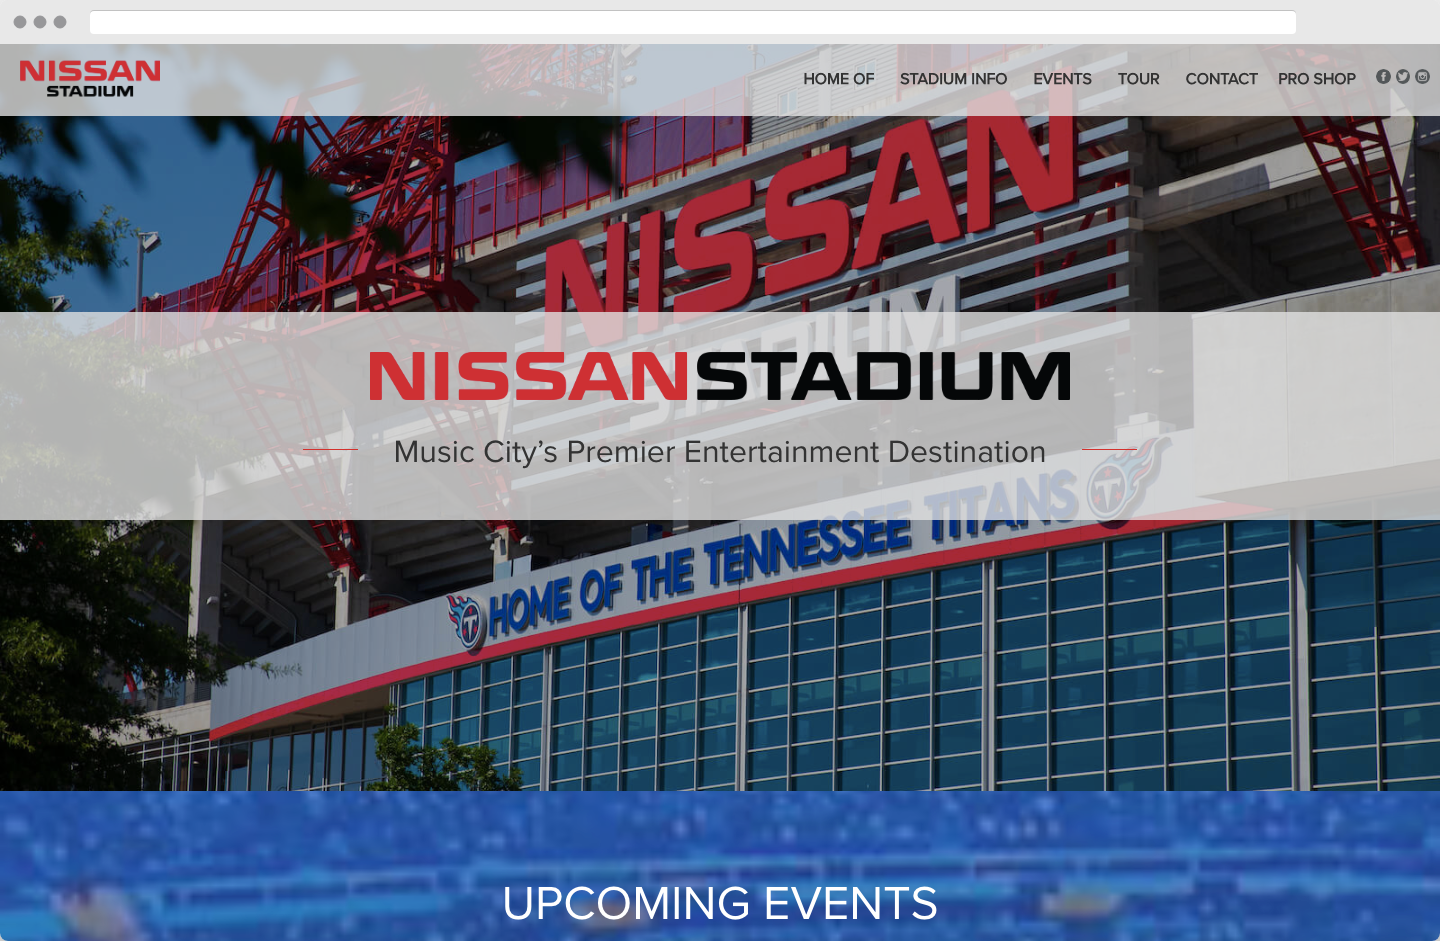 NISSAN
STADIUM
HOME OF STADIUM INFO EVENTS TOUR CONTACT PRO SHOP
NISSAN
STADIUM
NISSANSTADIUM
Music City’s Premier Entertainment Destination
HOME OF THE TENNESSEE TITANS
UPCOMING EVENTS